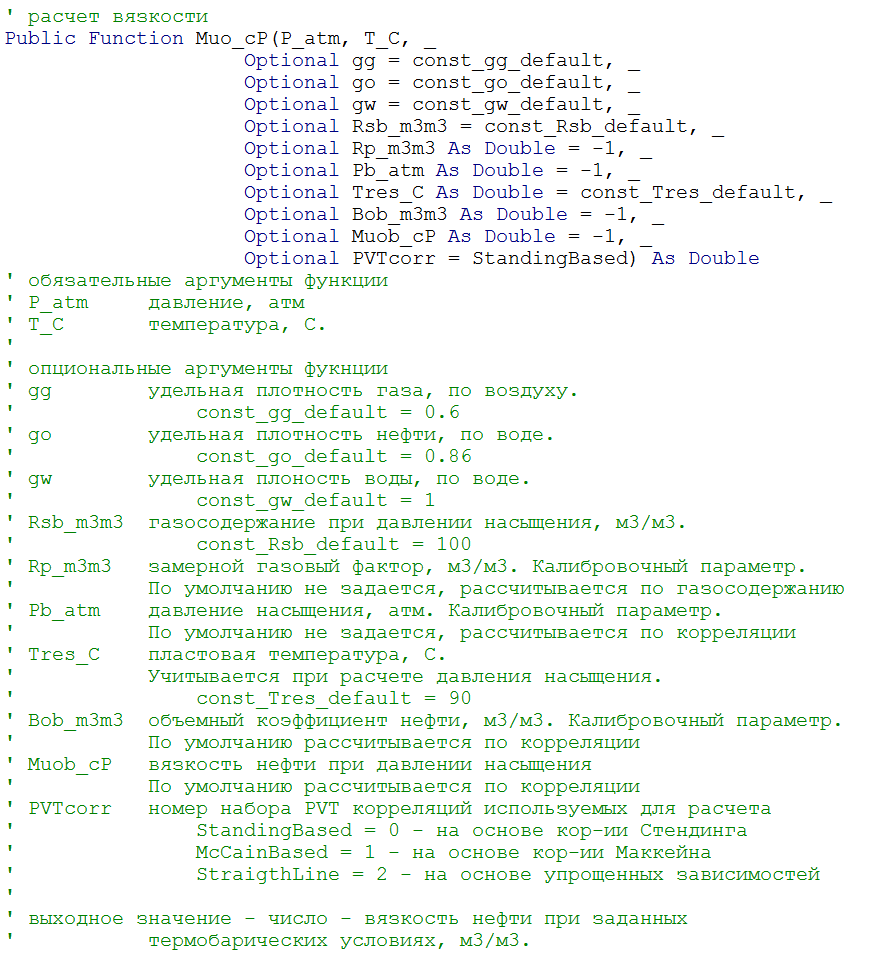 ' расчет вязкости
Public Function Muo_cP(P_atm, T_C, _
Optional gg = const_gg_default, _
Optional go = const_go_default, _
Optional gw = const_gw_default, _
Optional Rsb_m3m3 = const_Rsb_default, _
Optional Rp_m3m3 As Double = -1, _
Optional Pb_atm As Double = -1, _
Optional Tres_C As Double = const_Tres_default, _
Optional Bob_m3m3 As Double = -1, _
Optional Muob_cP As Double = -1, _
Optional PVTcorr = StandingBased) As Double
' обязательные аргументы функции
' P_atm     давление, атм
' T_C       температура, С.
'
' опциональные аргументы фукнции
' gg        удельная плотность газа, по воздуху.
'               const_gg_default = 0.6
' go        удельная плотность нефти, по воде.
'               const_go_default = 0.86
' gw        удельная плоность воды, по воде.
'               const_gw_default = 1
' Rsb_m3m3  газосодержание при давлении насыщения, м3/м3.
'               const_Rsb_default = 100
' Rp_m3m3   замерной газовый фактор, м3/м3. Калибровочный параметр.
'           По умолчанию не задается, рассчитывается по газосодержанию
' Pb_atm    давление насыщения, атм. Калибровочный параметр.
'           По умолчанию не задается, рассчитывается по корреляции
' Tres_C    пластовая температура, С.
'           Учитывается при расчете давления насыщения.
'               const_Tres_default = 90
' Bob_m3m3  объемный коэффициент нефти, м3/м3. Калибровочный параметр.
'           По умолчанию рассчитывается по корреляции
' Muob_cP   вязкость нефти при давлении насыщения
'           По умолчанию рассчитывается по корреляции
' PVTcorr   номер набора PVT корреляций используемых для расчета
'               StandingBased = 0 - на основе кор-ии Стендинга
'               McCainBased = 1 - на основе кор-ии Маккейна
'               StraigthLine = 2 - на основе упрощенных зависимостей
'
' выходное значение - число - вязкость нефти при заданных
'           термобарических условиях, м3/м3.